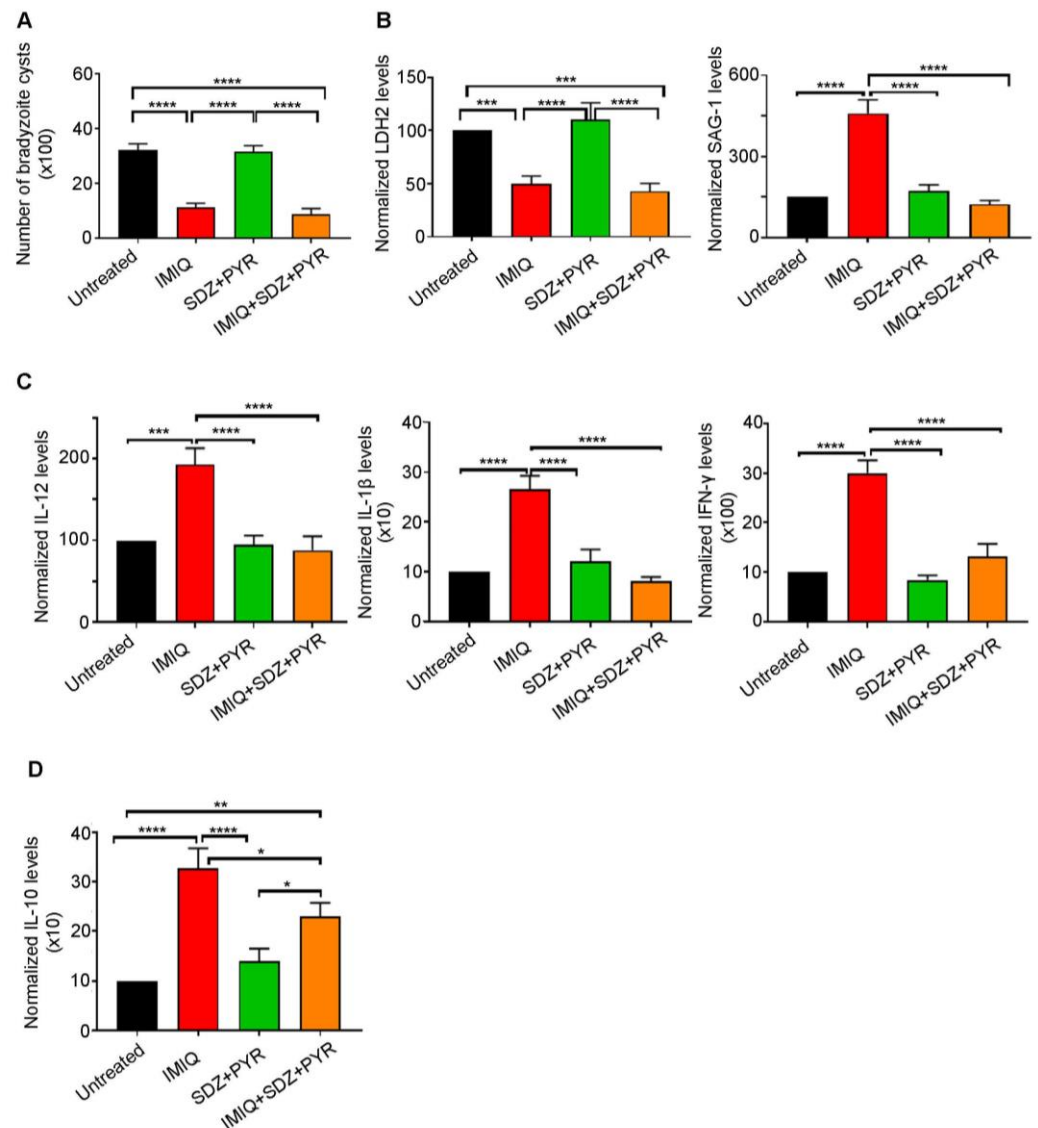 A
Number of bradyzoite cysts
(x100)
60
40
20
0
****
****
****
****
Untreated
IMIQ
SDZ+PYR
IMIQ+SDZ+PYR
B
Normalized LDH2 levels
150
100
50
0
***
***
****
****
Untreated
IMIQ
SDZ+PYR
IMIQ+SDZ+PYR
Normalized SAG-1 levels
600
300
0
****
****
****
Untreated
IMIQ
SDZ+PYR
IMIQ+SDZ+PYR
C
Normalized IL-12 levels
200
100
0
****
***
****
Untreated
IMIQ
SDZ+PYR
IMIQ+SDZ+PYR
Normalized IL-1β levels
(x10)
40
30
20
10
0
****
****
****
Untreated
IMIQ
SDZ+PYR
IMIQ+SDZ+PYR
Normalized IFN-γ levels
(x100)
40
30
20
10
0
****
****
****
Untreated
IMIQ
SDZ+PYR
IMIQ+SDZ+PYR
D
Normalized IL-10 levels
(x10)
40
30
20
10
0
**
****
****
*
*
Untreated
IMIQ
SDZ+PYR
IMIQ+SDZ+PYR